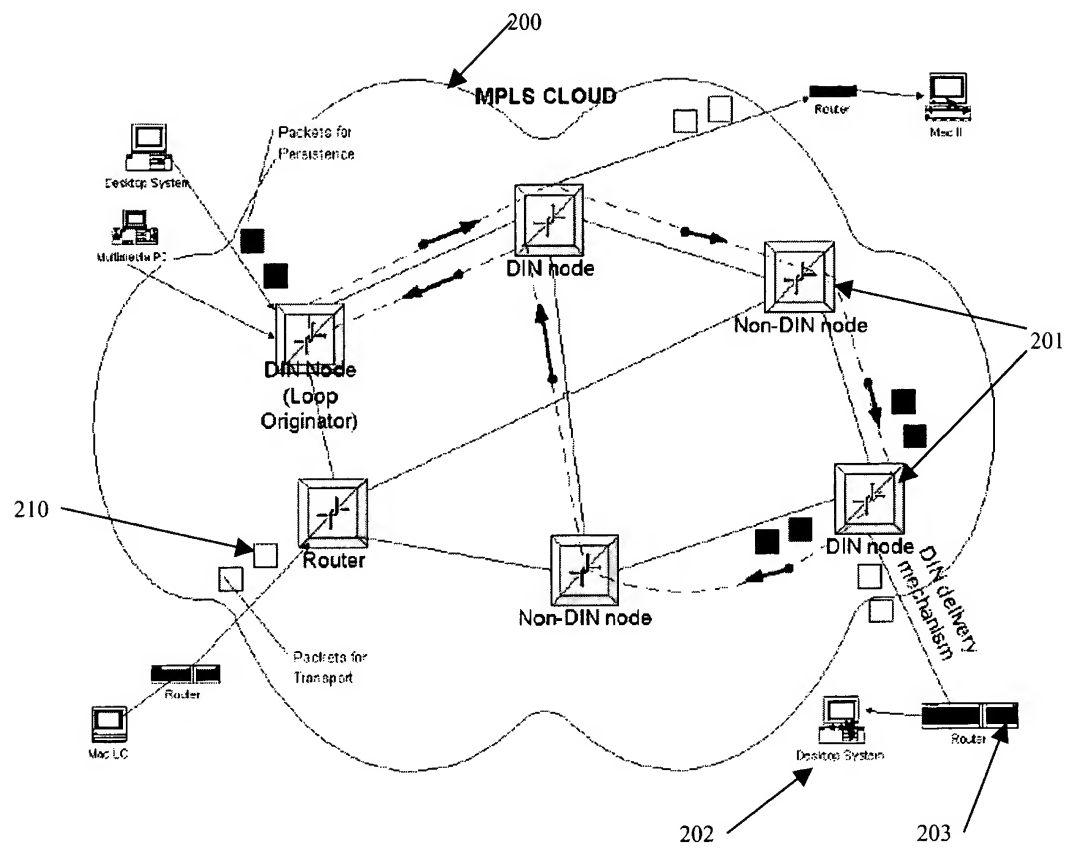 200
MPLS CLOUD
Router
Mac II
Packets for
Persistence
Desktop System
Multimedia PC
DIN node
Non-DIN node
201
DIN Node
(Loop
Originator)
210
Router
DIN node
Non-DIN node
DIN delivery
mechanism
Packets for
Transport
Router
Mac LC
Desktop System
Router
202
203